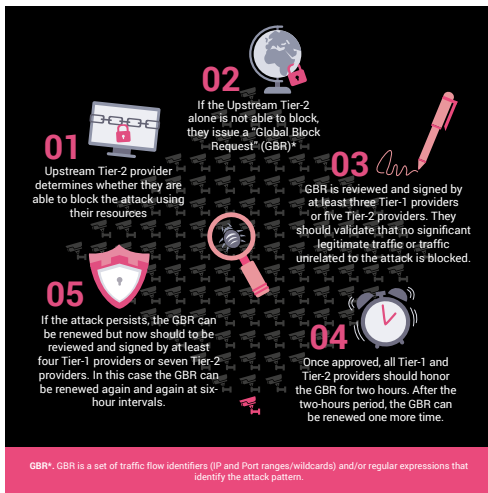 01
Upstream Tier-2 provider
determines whether they are
able to block the attack using
their resources
02
If the Upstream Tier-2
alone is not able to block,
they issue a “Global Block
Request” (GBR)*
03
GBR is reviewed and signed by
at least three Tier-1 providers
or five Tier-2 providers. They
should validate that no significant
legitimate traffic or traffic
unrelated to the attack is blocked.
04
Once approved, all Tier-1 and
Tier-2 providers should honor
the GBR for two hours. After the
two-hours period, the GBR can
be renewed one more time.
05
If the attack persists, the GBR can
be renewed but now should to be
reviewed and signed by at least
four Tier-1 providers or seven Tier-2
providers. In this case the GBR can
be renewed again and again at six-
hour intervals.
GBR*. GBR is a set of traffic flow identifiers (IP and Port ranges/wildcards) and/or regular expressions that
identify the attack pattern.